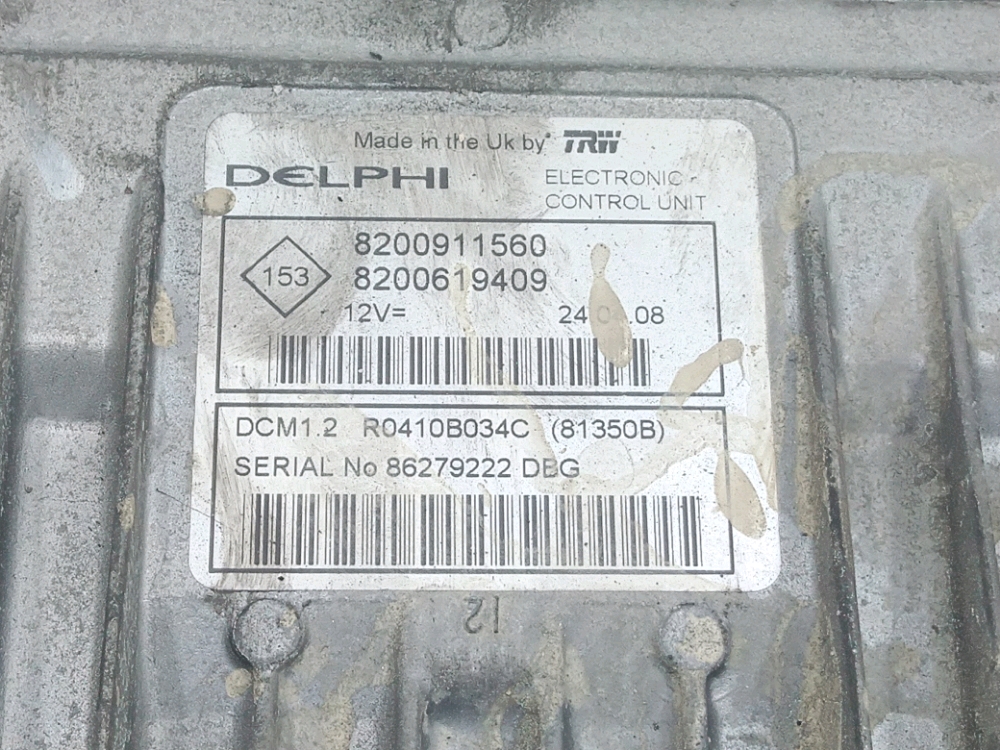 Made in the Uk by TRW
DELPHI
ELECTRONIC
CONTROL UNIT
153
8200911560
8200619409
12V=
DCM1.2 R0410B034C (81350B)
SERIAL No 86279222 DBG
12